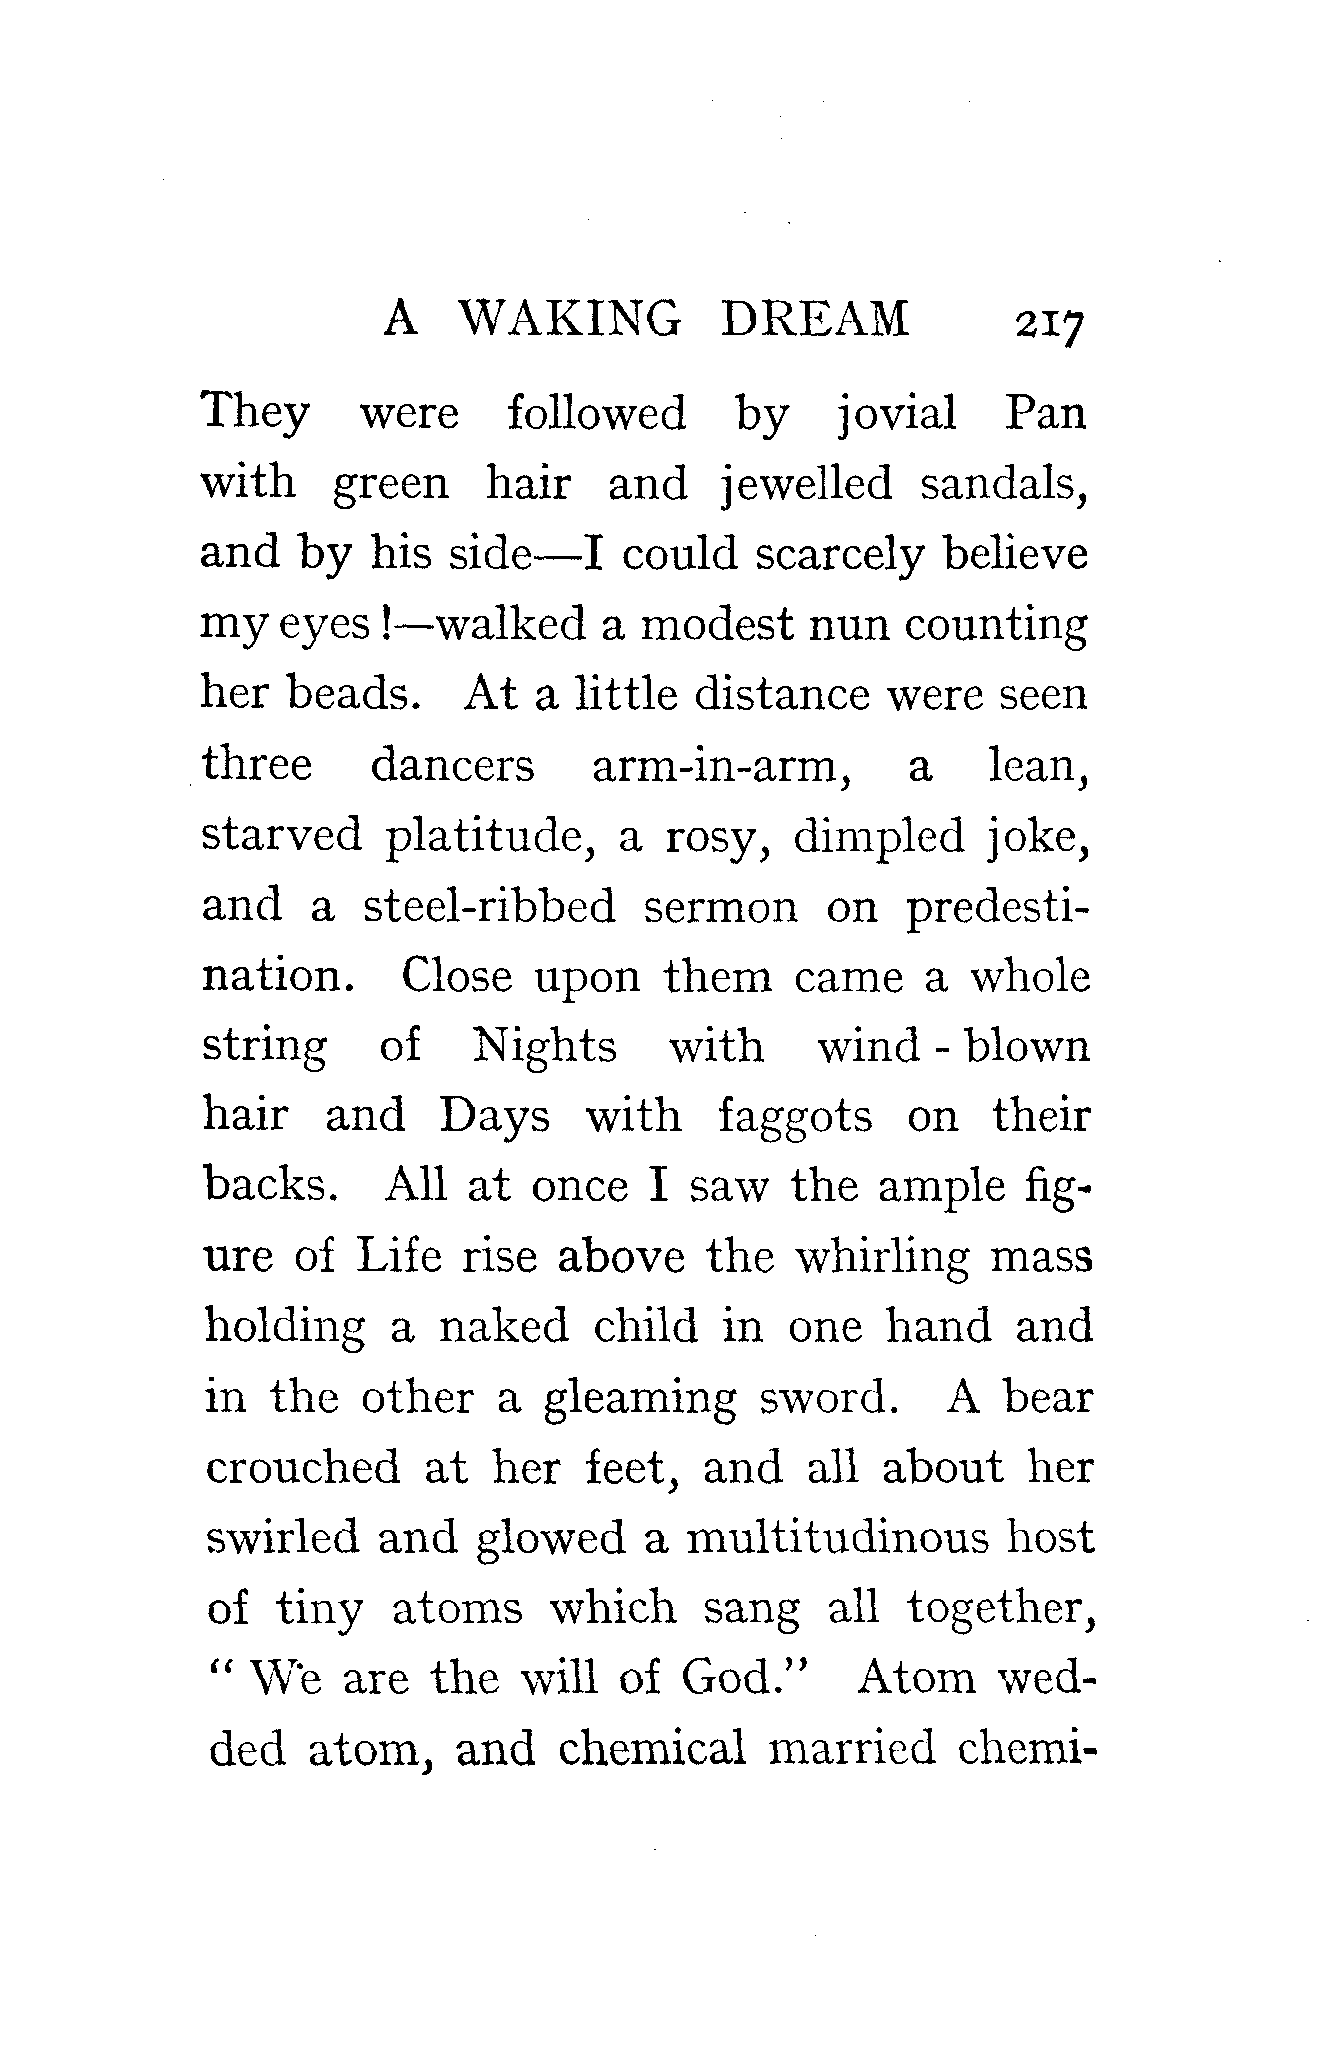 A WAKING DREAM 217
They were followed by jovial Pan
with green hair and jewelled sandals,
and by his side—I could scarcely believe
my eyes !—walked a modest nun counting
her beads. At a little distance were seen
three dancers arm-in-arm, a lean,
starved platitude, a rosy, dimpled joke,
and a steel-ribbed sermon on predesti-
nation. Close upon them came a whole
string of Nights with wind - blown
hair and Days with faggots on their
backs. All at once I saw the ample fig-
ure of Life rise above the whirling mass
holding a naked child in one hand and
in the other a gleaming sword. A bear
crouched at her feet, and all about her
swirled and glowed a multitudinous host
of tiny atoms which sang all together,
“ We are the will of God.” Atom wed-
ded atom, and chemical married chemi-